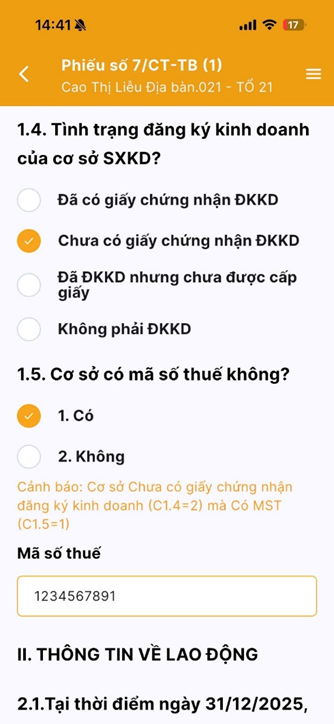 14:41
17
Phiếu số 7/CT-TB (1)
Cao Thị Liễu Địa bàn.021 - TỔ 21
1.4. Tình trạng đăng ký kinh doanh
của cơ sở SXKD?
Đã có giấy chứng nhận ĐKKD
Chưa có giấy chứng nhận ĐKKD
Đã ĐKKD nhưng chưa được cấp
giấy
Không phải ĐKKD
1.5. Cơ sở có mã số thuế không?
1. Có
2. Không
Cảnh báo: Cơ sở Chưa có giấy chứng nhận
đăng ký kinh doanh (C1.4=2) mà Có MST
(C1.5=1)
Mã số thuế
1234567891
II. THÔNG TIN VỀ LAO ĐỘNG
2.1.Tại thời điểm ngày 31/12/2025,